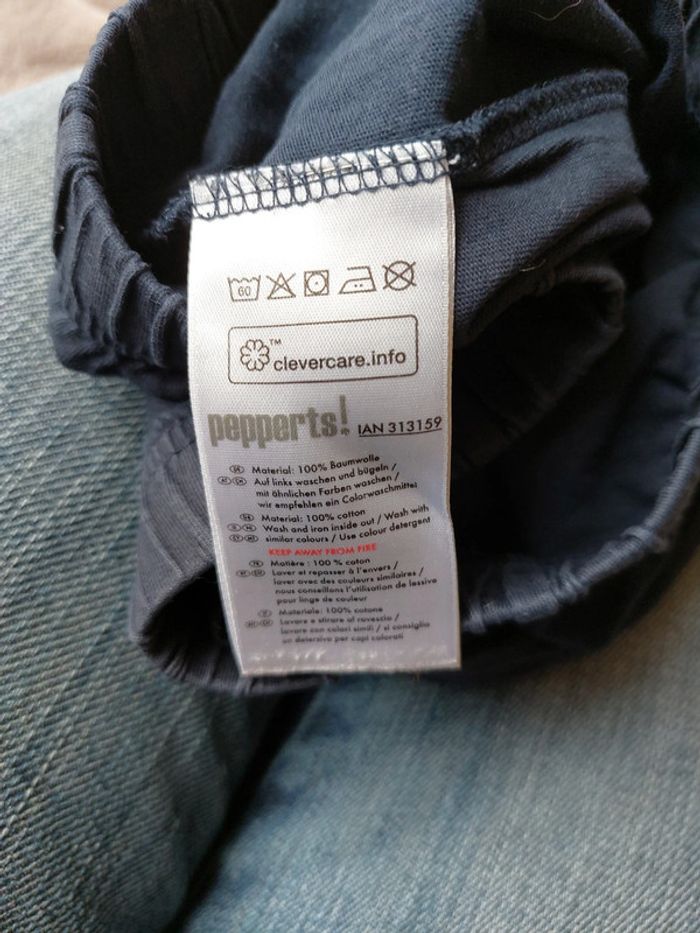 60
™
clevercare.info
pepperts! IAN 313159
Material: 100% Baumwolle
Auf links waschen und bügeln /
mit ähnlichen Farben waschen /
wir empfehlen ein Colorwaschmittel
Material: 100% cotton
Wash and iron inside out / Wash with
similar colours / Use colour detergent
KEEP AWAY FROM FIRE
Matière : 100 % coton
Laver et repasser à l'envers /
laver avec des couleurs similaires /
nous conseillons l'utilisation de lessive
pour linge de couleur
Materiale: 100% cotone
Lavare e stirare al rovescio /
lavare con colori simili / si consiglia
un detersivo per capi colorati